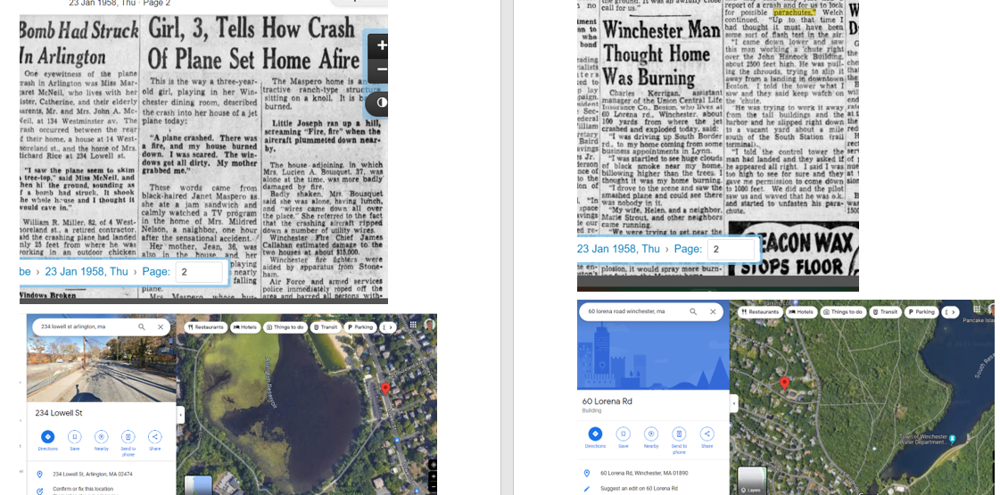 23 Jan 1958, Thu · Page 2
Bomb Had Struck
In Arlington
One eyewitness of the plane
crash in Arlington was Miss Mar-
garet McNeil, who lives with her
sister, Catherine, and their elderly
parents, Mr. and Mrs. John A. Mc-
Neil, at 134 Westminster av. The
crash occurred between the rear
of their home, a house at 14 West-
moreland st., and the home of Mrs.
Richard Rice at 234 Lowell st.
"I saw the plane seem to skim
a tree-top," said Miss McNeil, and
then hit the ground, sounding as
if a bomb had struck. It shook
the whole house and I thought it
would cave in."
William R. Miller, 82, of 4 West-
moreland st., a retired contractor,
said the crashing plane had landed
only 25 feet from where he was
working in an outdoor chicken
Windows Broken
Girl, 3, Tells How Crash
Of Plane Set Home Afire
This is the way a three-year-
old girl, playing in her Win-
chester dining room, described
the crash into her house of a jet
plane today:
"A plane crashed. There was
a fire, and my house burned
down. I was scared. The win-
dows got all dirty. My mother
grabbed me."
These words came from
black-haired Janet Maspero as
she ate a jam sandwich and
calmly watched a TV program
in the home of Mrs. Mildred
Nelson, a neighbor, one hour
after the sensational accident.
Her mother, Jean, 36, was
also in the house and her
playing
nearly
falling
plane.
Mrs. Maspero, whose hus-
The Maspero home is an at-
tractive ranch-type structure
sitting on a knoll. It is
burned.
Little Joseph ran up a hill,
screaming "Fire, fire" when the
aircraft plummeted down near-
by.
The house adjoining, in which
Mrs. Lucien A. Bousquet, 37, was
alone at the time, was more badly
damaged by fire.
Badly shaken, Mrs. Bousquet
said she was alone, having lunch,
and "wires came down all over
the place." She referred to the fact
that the crashing aircraft ripped
down a number of utility wires.
Winchester Fire Chief James
Callahan estimated damage to the
two houses at about $15,000.
Winchester fire fighters were
aided by apparatus from Stone-
ham.
Air Force and armed services
police immediately roped off the
area and barred all persons with-
+
−
be › 23 Jan 1958, Thu › Page: 2
the ground. It was an awfully close
call for us."
Winchester Man
Thought Home
Was Burning
Charles Kerrigan, assistant
manager of the Union Central Life
Insurance Co., Boston, who lives at
60 Lorena rd., Winchester, about
100 yards from where the jet
crashed and exploded today, said:
"I was driving up South Border
rd., to my home coming from some
business appointments in Lynn.
"I was startled to see huge clouds
of black smoke near my home,
billowing higher than the trees. I
thought it was my home burning.
"I drove to the scene and saw the
smashed plane and could see there
was nobody in it.
"My wife, Helen, and a neighbor,
Marie Strout, and other neighbors
came running.
"We were trying to get near the
plosion, it would spray more burn-
report of a crash and for us to look
for possible parachutes," Welch
continued. "Up to that time I
had thought it must have been
some sort of flash test in the air.
"I came down lower and saw
this man working a 'chute right
over the John Hancock Building,
about 2500 feet high. He was pull-
ing the shrouds, trying to slip it
away from a landing in downtown
Boston. I told the tower what I
saw and they said keep watch on
him.
"He was trying to work it away
from the tall buildings and the
harbor and he slipped right down
to a vacant yard about a mile
south of the South Station (rail
terminal).
"I told the control tower the
man had landed and they asked if
he appeared all right. I said I was
too high to see for sure and they
gave me permission to come down
to 1000 feet. We did and the pilot
saw us and waved that he was o.k.
and started to unfasten his para-
chute.
BEACON WAX
STOPS FLOOR
23 Jan 1958, Thu › Page: 2
234 lowell st arlington, ma
Restaurants
Hotels
Things to do
Transit
Parking
Arlington Reservoir
234 Lowell St
Directions
Save
Nearby
Send to
phone
Share
234 Lowell St, Arlington, MA 02474
Confirm or fix this location
60 lorena road winchester, ma
Restaurants
Hotels
Things to do
Transit
Parking
Pancake Isla
South Res
60 Lorena Rd
Building
Directions
Save
Nearby
Send to
phone
Share
Town of Winchester
Water Department...
60 Lorena Rd, Winchester, MA 01890
Suggest an edit on 60 Lorena Rd
Layers